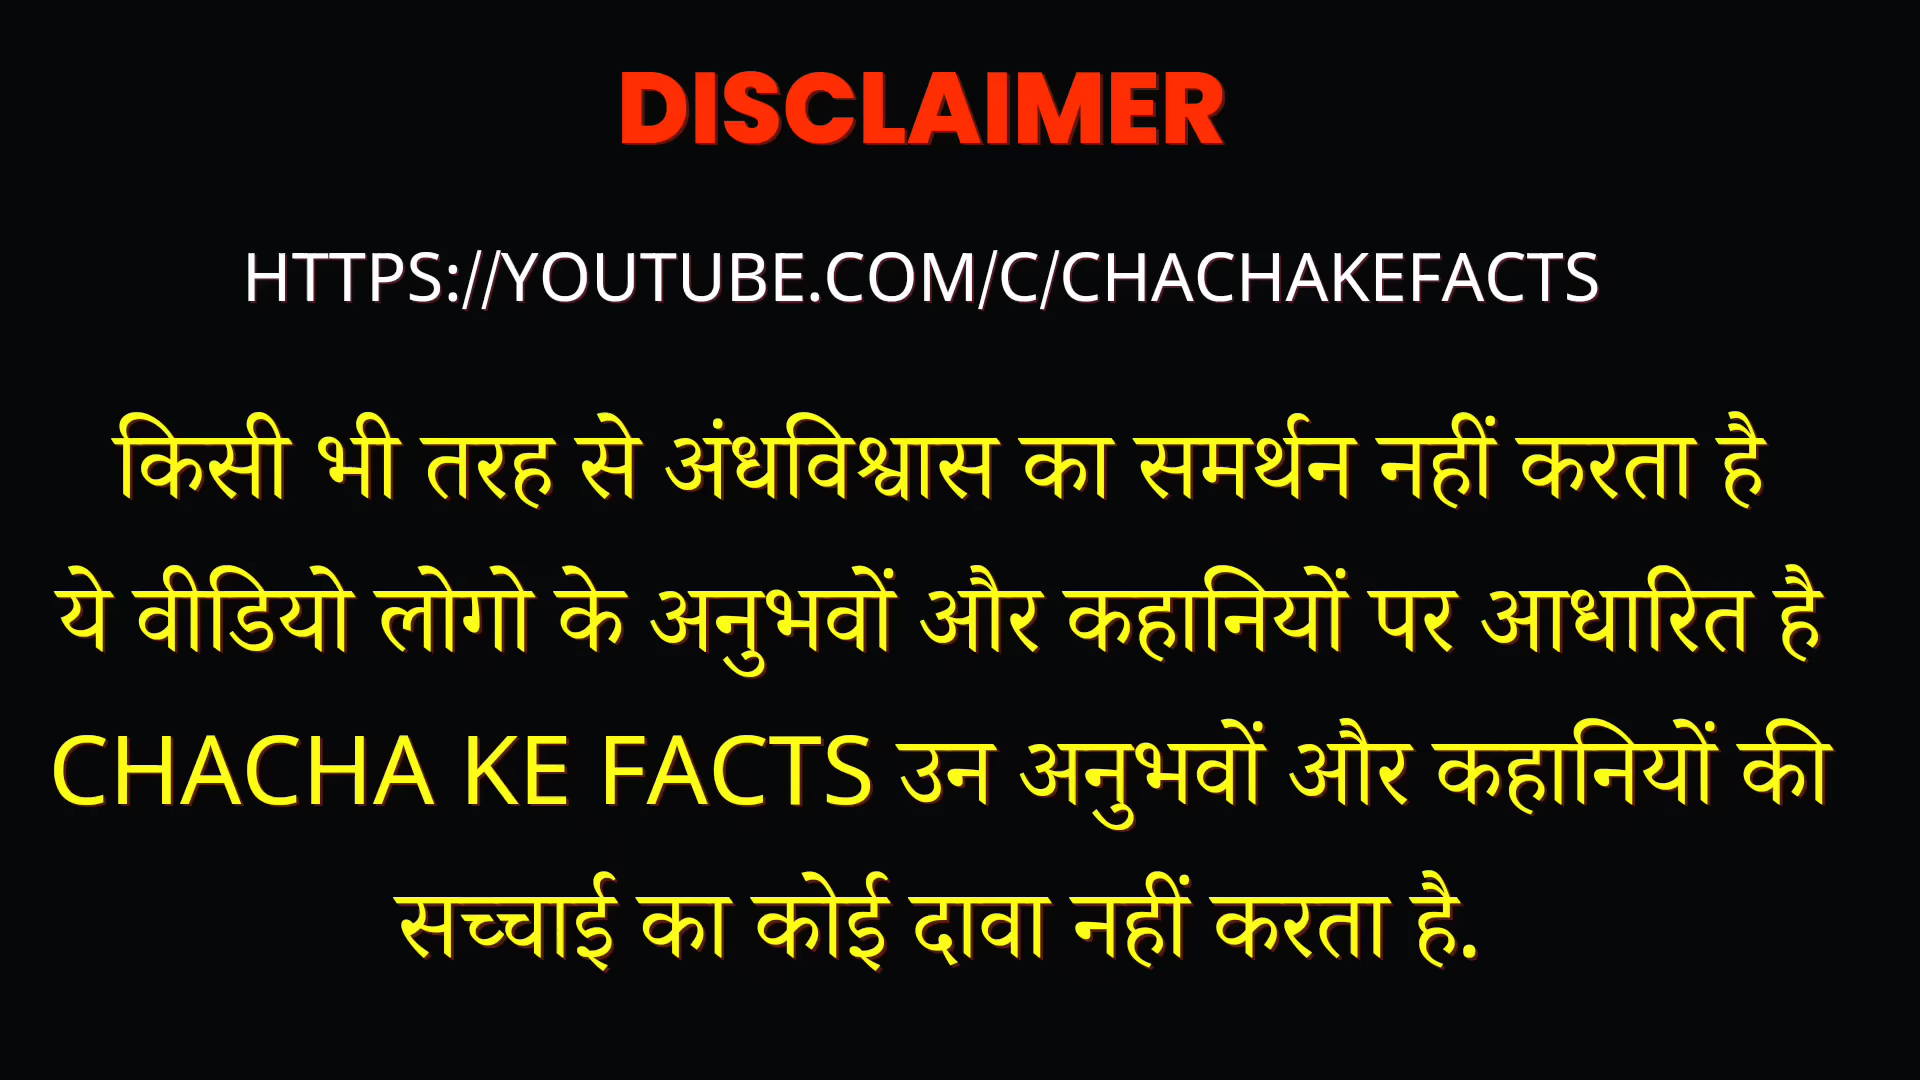 DISCLAIMER
HTTPS://YOUTUBE.COM/C/CHACHAKEFACTS
किसी भी तरह से अंधविश्वास का समर्थन नहीं करता है
ये वीडियो लोगो के अनुभवों और कहानियों पर आधारित है
CHACHA KE FACTS उन अनुभवों और कहानियों की
सच्चाई का कोई दावा नहीं करता है.